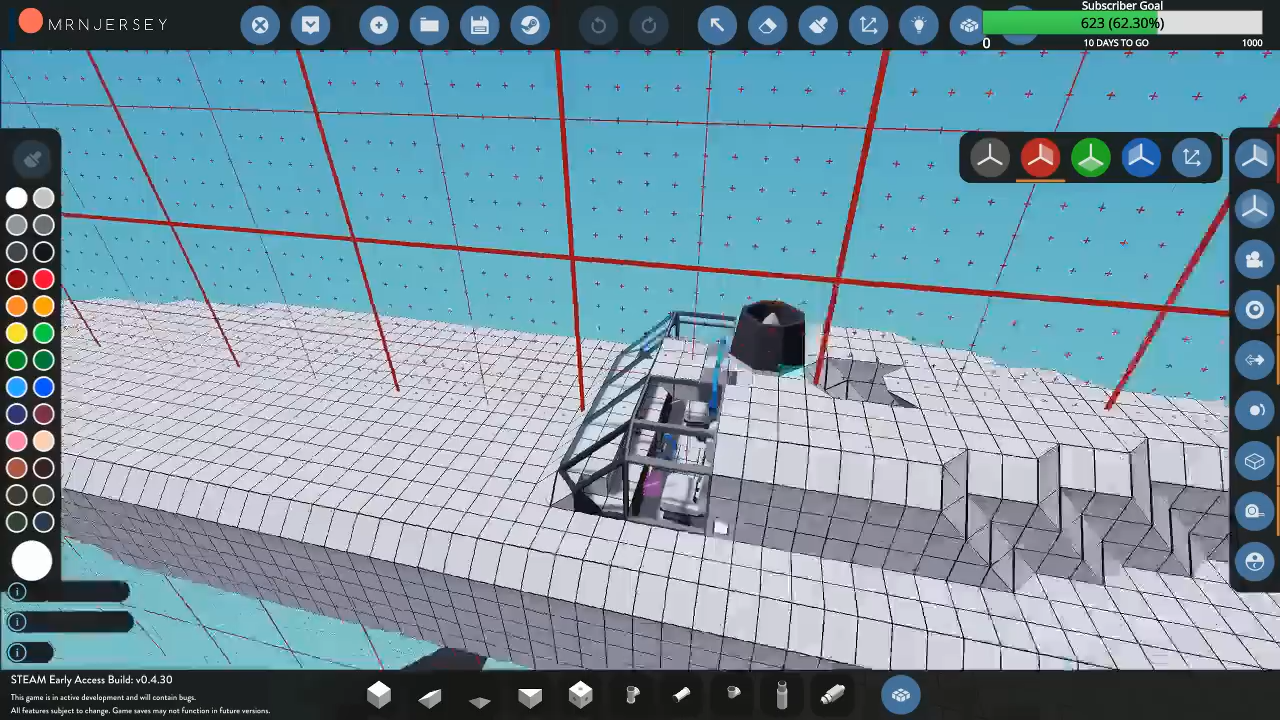 MRNJERSEY
Subscriber Goal
623 (62.30%)
0
10 DAYS TO GO
1000
STEAM Early Access Build: v0.4.30
This game is in active development and will contain bugs.
All features subject to change. Game saves may not function in future versions.